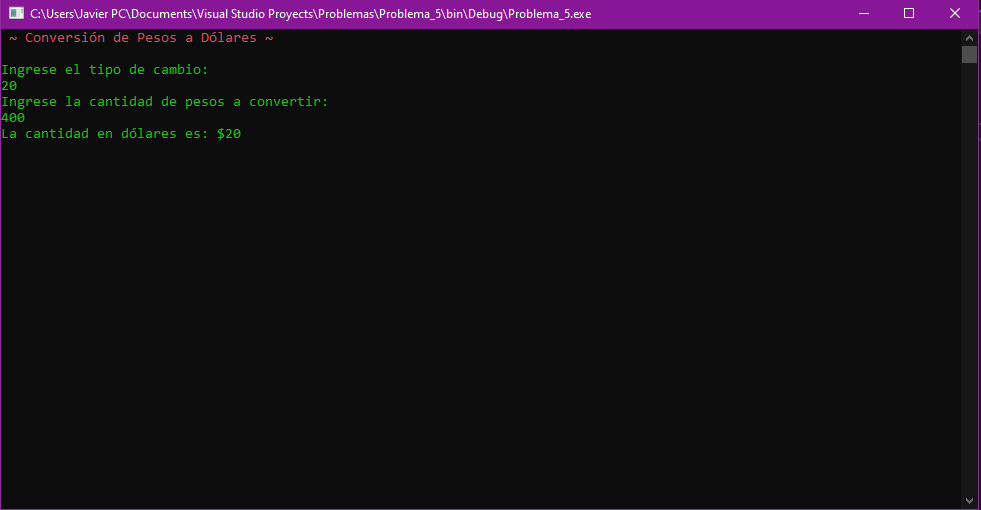 C:\Users\Javier PC\Documents\Visual Studio Proyects\Problemas\Problema_5\bin\Debug\Problema_5.exe
~ Conversión de Pesos a Dólares ~
Ingrese el tipo de cambio:
20
Ingrese la cantidad de pesos a convertir:
400
La cantidad en dólares es: $20